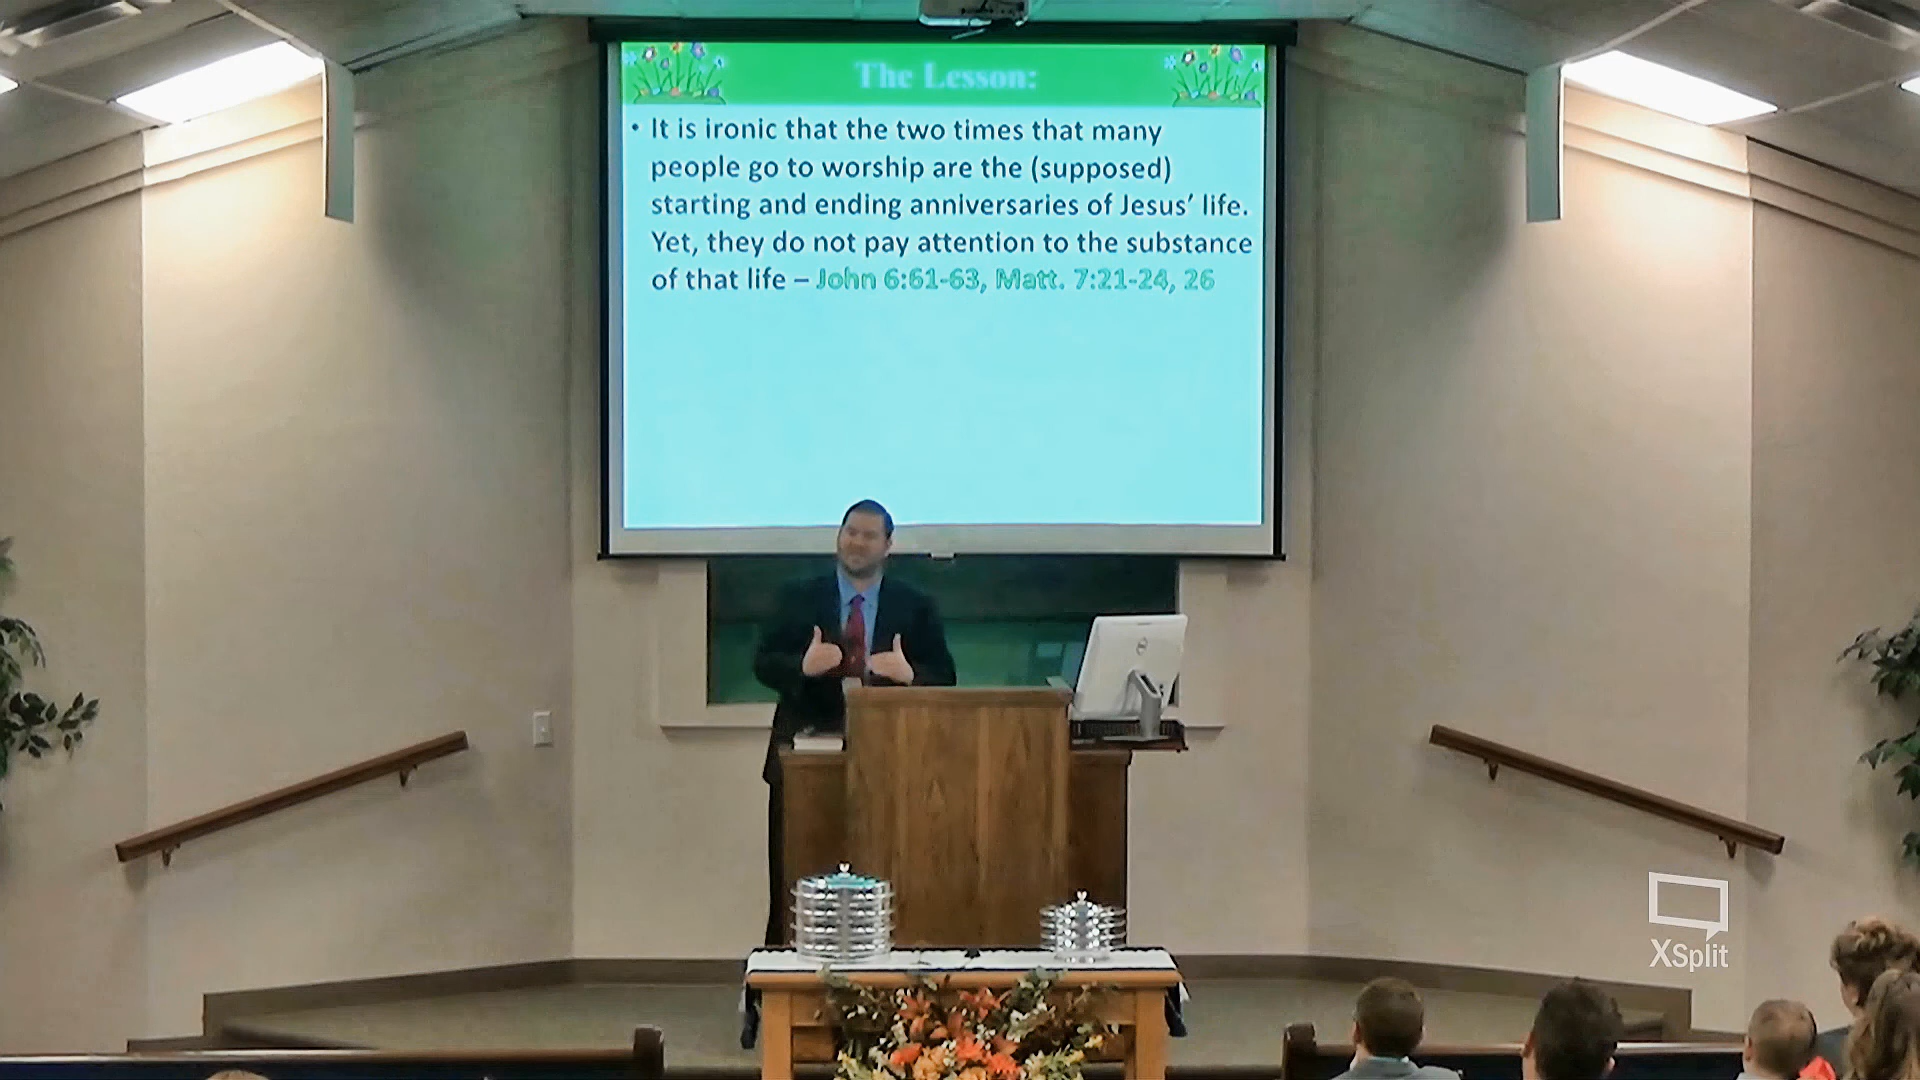 The Lesson:
• It is ironic that the two times that many
people go to worship are the (supposed)
starting and ending anniversaries of Jesus’ life.
Yet, they do not pay attention to the substance
of that life – John 6:61-63, Matt. 7:21-24, 26
XSplit